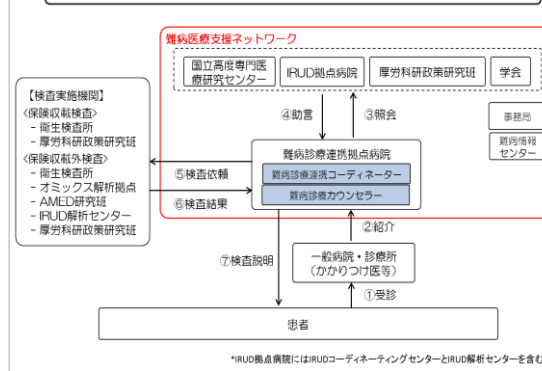 難病医療支援ネットワーク
国立高度専門医
療研究センター
IRUD拠点病院
厚労科研政策研究班
学会
【検査実施機関】
〈保険収載検査〉
- 衛生検査所
- 厚労科研政策研究班
〈保険収載外検査〉
- 衛生検査所
- オミックス解析拠点
- AMED研究班
- IRUD解析センター
- 厚労科研政策研究班
④助言
③照会
事務局
難病情報
センター
難病診療連携拠点病院
難病診療連携コーディネーター
難病診療カウンセラー
⑤検査依頼
⑥検査結果
②紹介
⑦検査説明
一般病院・診療所
(かかりつけ医等)
①受診
患者
*IRUD拠点病院にはIRUDコーディネーティングセンターとIRUD解析センターを含む